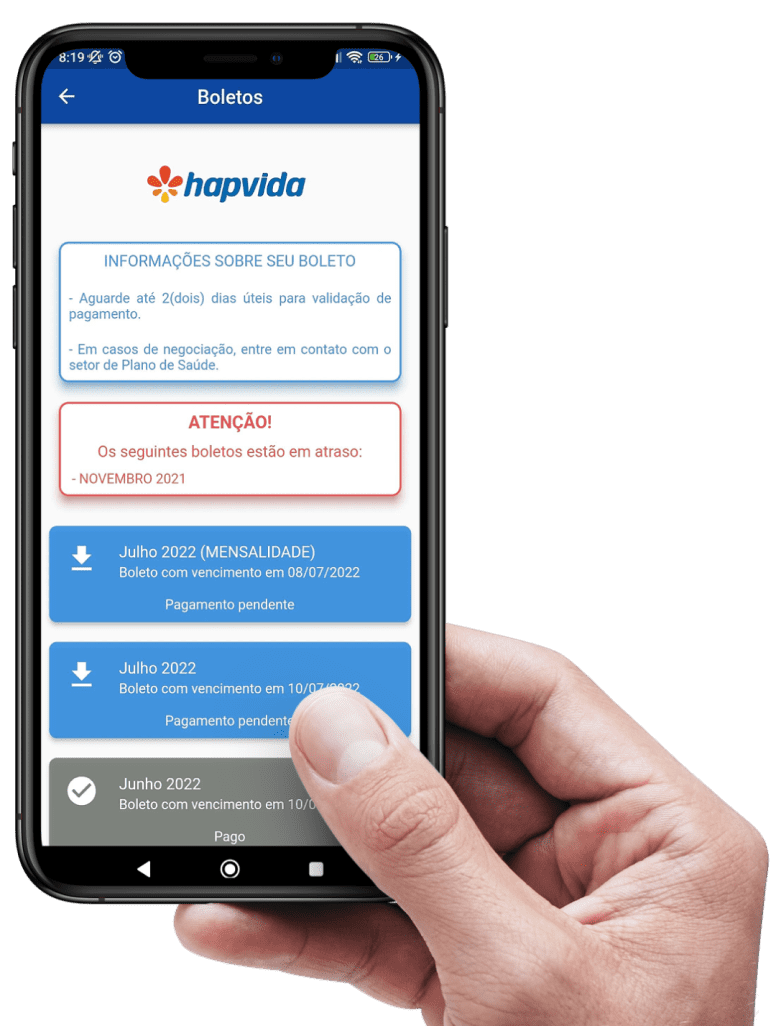 8:19
26
Boletos
hapvida
INFORMAÇÕES SOBRE SEU BOLETO
- Aguarde até 2(dois) dias úteis para validação de
pagamento.
- Em casos de negociação, entre em contato com o
setor de Plano de Saúde.
ATENÇÃO!
Os seguintes boletos estão em atraso:
- NOVEMBRO 2021
Julho 2022 (MENSALIDADE)
Boleto com vencimento em 08/07/2022
Pagamento pendente
Julho 2022
Boleto com vencimento em 10/07/2022
Pagamento pendente
Junho 2022
Boleto com vencimento em 10/0
Pago